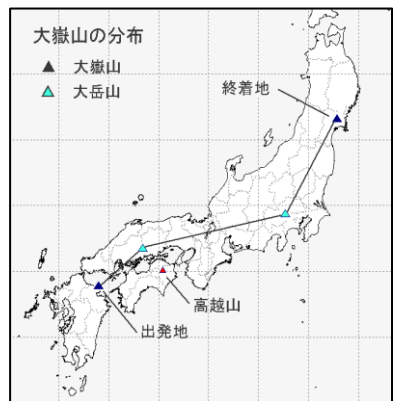 大嶽山の分布
▲ 大嶽山
▲ 大岳山
終着地
高越山
出発地